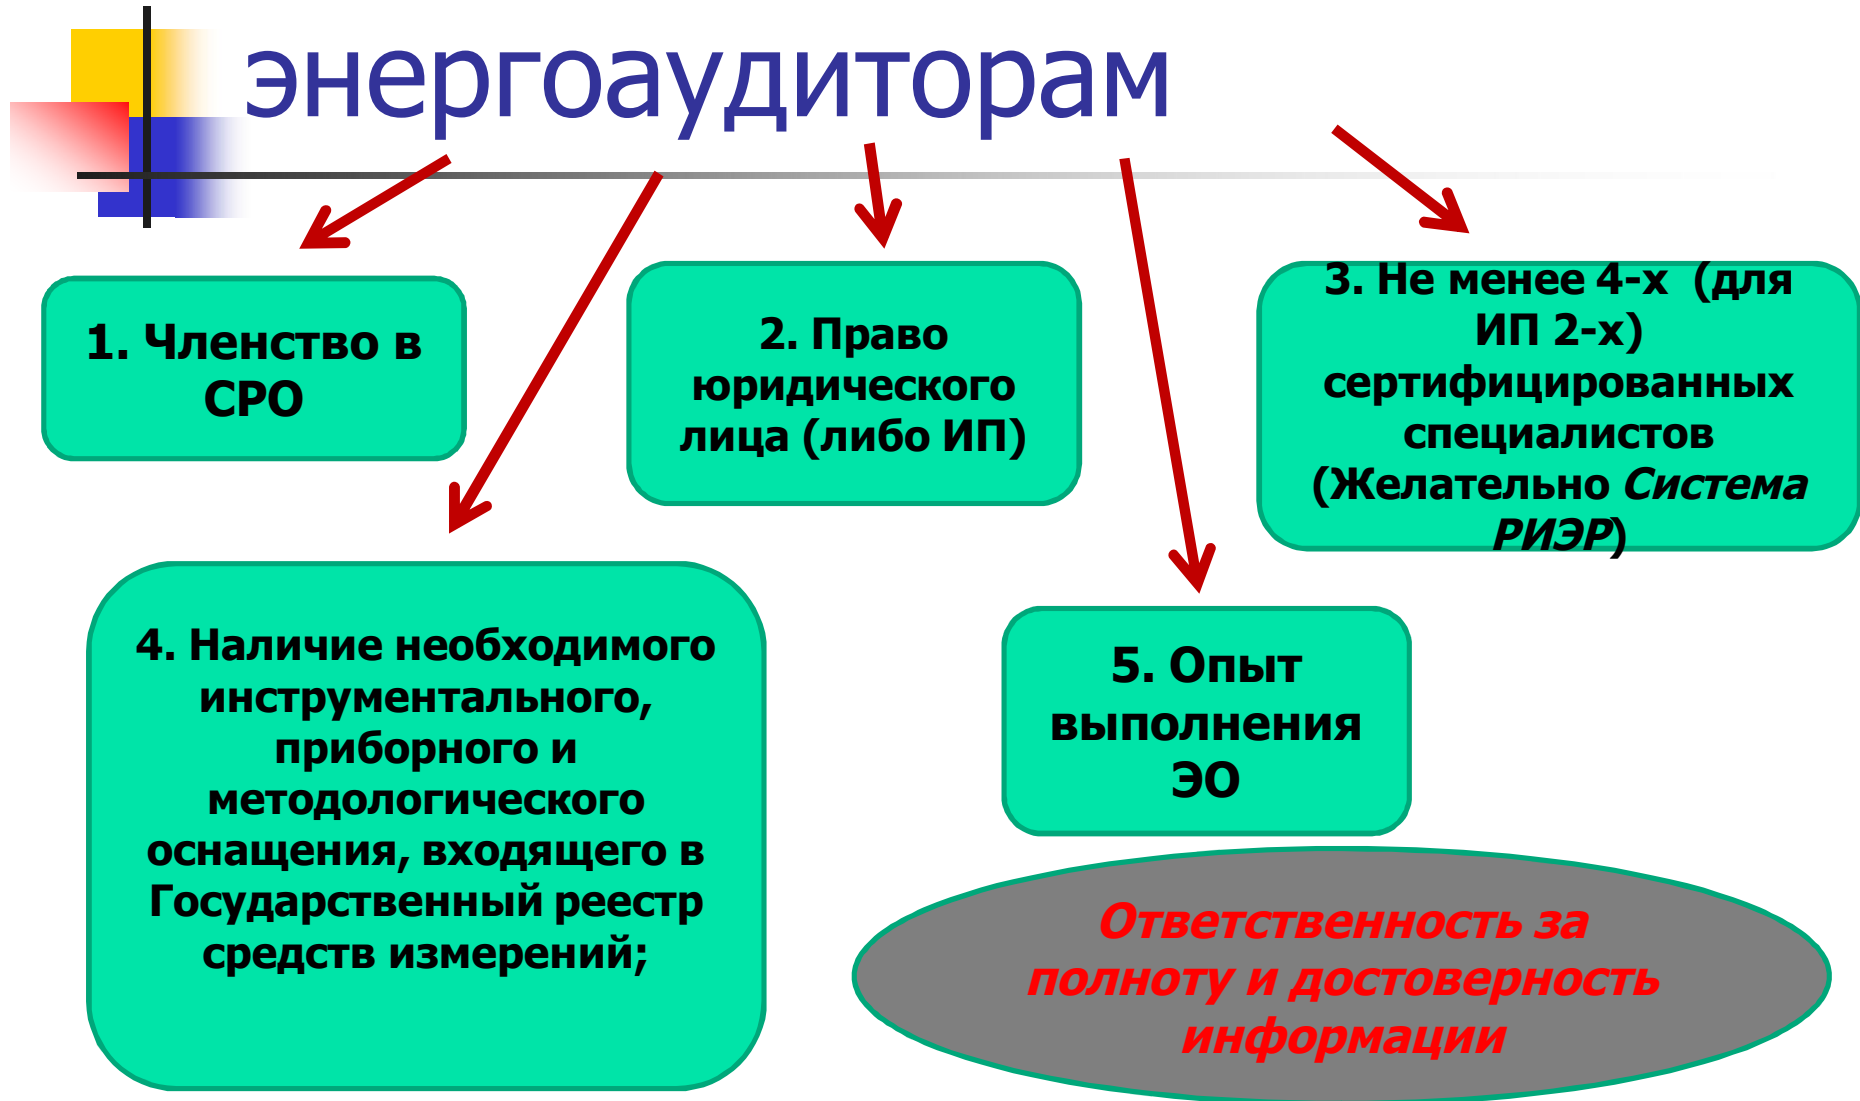 энергоаудиторам
1. Членство в
СРО
2. Право
юридического
лица (либо ИП)
3. Не менее 4-х (для
ИП 2-х)
сертифицированных
специалистов
(Желательно Система
РИЭР)
4. Наличие необходимого
инструментального,
приборного и
методологического
оснащения, входящего в
Государственный реестр
средств измерений;
5. Опыт
выполнения
ЭО
Ответственность за
полноту и достоверность
информации